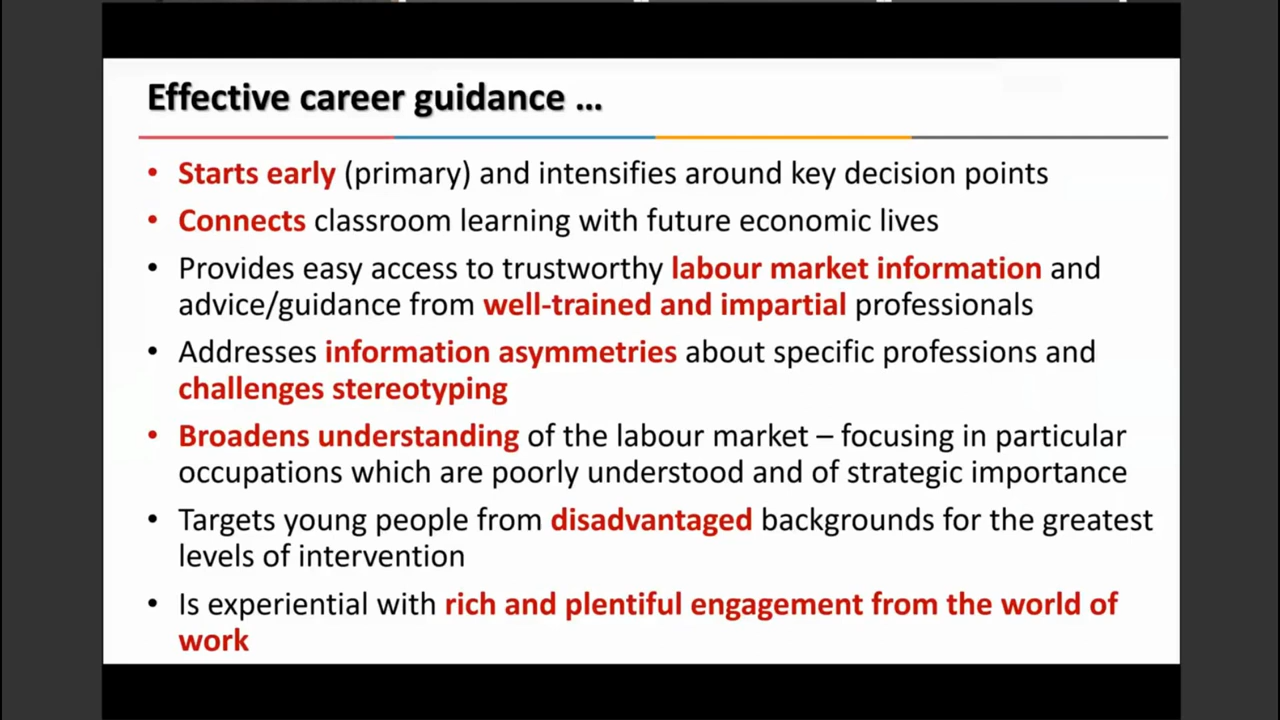 Effective career guidance ...
• Starts early (primary) and intensifies around key decision points
• Connects classroom learning with future economic lives
• Provides easy access to trustworthy labour market information and
advice/guidance from well-trained and impartial professionals
• Addresses information asymmetries about specific professions and
challenges stereotyping
• Broadens understanding of the labour market – focusing in particular
occupations which are poorly understood and of strategic importance
• Targets young people from disadvantaged backgrounds for the greatest
levels of intervention
• Is experiential with rich and plentiful engagement from the world of
work